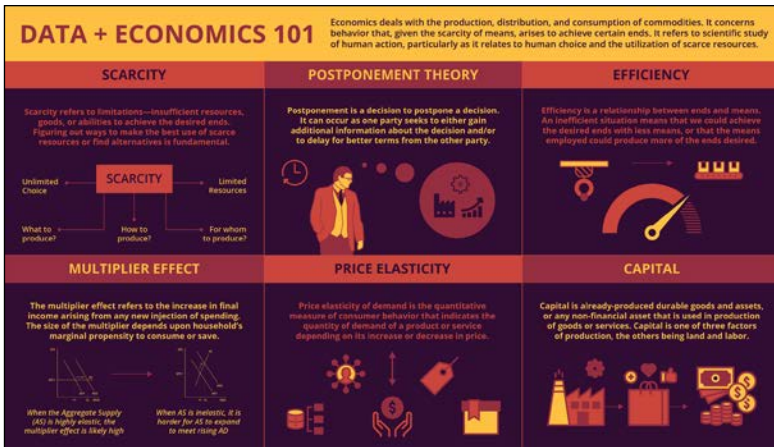 DATA + ECONOMICS 101
Economics deals with the production, distribution, and consumption of commodities. It concerns
behavior that, given the scarcity of means, arises to achieve certain ends. It refers to scientific study
of human action, particularly as it relates to human choice and the utilization of scarce resources.
SCARCITY
Scarcity refers to limitations—insufficient resources,
goods, or abilities to achieve the desired ends.
Figuring out ways to make the best use of scarce
resources or find alternatives is fundamental.
Unlimited
Choice
SCARCITY
Limited
Resources
What to
produce?
How to
produce?
For whom
to produce?
POSTPONEMENT THEORY
Postponement is a decision to postpone a decision.
It can occur as one party seeks to either gain
additional information about the decision and/or
to delay for better terms from the other party.
EFFICIENCY
Efficiency is a relationship between ends and means.
An inefficient situation means that we could achieve
the desired ends with less means, or that the means
employed could produce more of the ends desired.
MULTIPLIER EFFECT
The multiplier effect refers to the increase in final
income arising from any new injection of spending.
The size of the multiplier depends upon household's
marginal propensity to consume or save.
When the Aggregate Supply
(AS) is highly elastic, the
multiplier effect is likely high
When AS is inelastic, it is
harder for AS to expand
to meet rising AD
PRICE ELASTICITY
Price elasticity of demand is the quantitative
measure of consumer behavior that indicates the
quantity of demand of a product or service
depending on its increase or decrease in price.
$
CAPITAL
Capital is already-produced durable goods and assets,
or any non-financial asset that is used in production
of goods or services. Capital is one of three factors
of production, the others being land and labor.
$
$
$